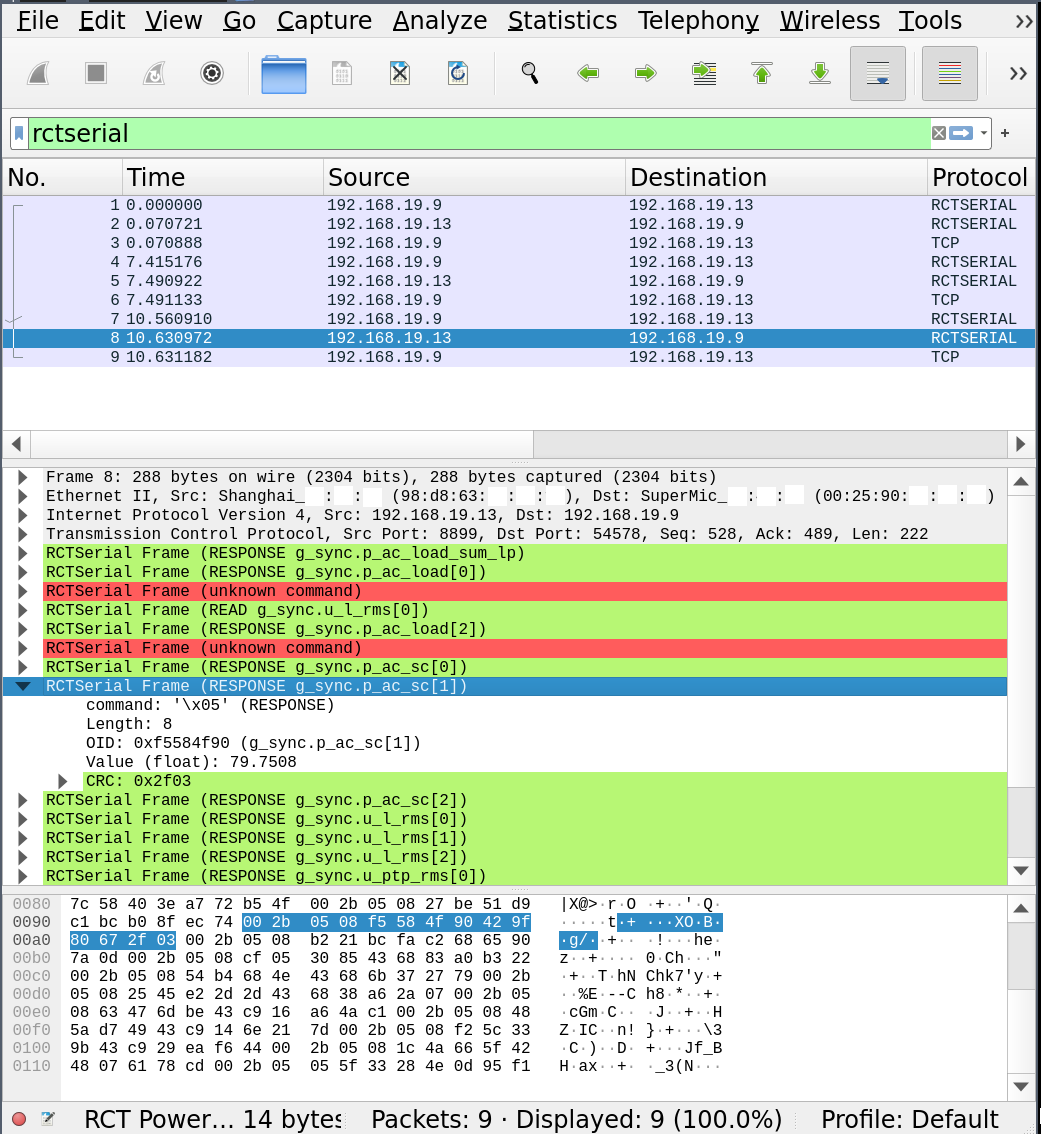 File Edit View Go Capture Analyze Statistics Telephony Wireless Tools »
»
rctserial +
No. Time Source Destination Protocol
1 0.000000 192.168.19.9 192.168.19.13 RCTSERIAL
2 0.070721 192.168.19.13 192.168.19.9 RCTSERIAL
3 0.070888 192.168.19.9 192.168.19.13 TCP
4 7.415176 192.168.19.9 192.168.19.13 RCTSERIAL
5 7.490922 192.168.19.13 192.168.19.9 RCTSERIAL
6 7.491133 192.168.19.9 192.168.19.13 TCP
7 10.560910 192.168.19.9 192.168.19.13 RCTSERIAL
8 10.630972 192.168.19.13 192.168.19.9 RCTSERIAL
9 10.631182 192.168.19.9 192.168.19.13 TCP
Frame 8: 288 bytes on wire (2304 bits), 288 bytes captured (2304 bits)
Ethernet II, Src: Shanghai_ : : (98:d8:63: : : ), Dst: SuperMic_ : : (00:25:90: : : )
Internet Protocol Version 4, Src: 192.168.19.13, Dst: 192.168.19.9
Transmission Control Protocol, Src Port: 8899, Dst Port: 54578, Seq: 528, Ack: 489, Len: 222
RCTSerial Frame (RESPONSE g_sync.p_ac_load_sum_lp)
RCTSerial Frame (RESPONSE g_sync.p_ac_load[0])
RCTSerial Frame (unknown command)
RCTSerial Frame (READ g_sync.u_l_rms[0])
RCTSerial Frame (RESPONSE g_sync.p_ac_load[2])
RCTSerial Frame (unknown command)
RCTSerial Frame (RESPONSE g_sync.p_ac_sc[0])
RCTSerial Frame (RESPONSE g_sync.p_ac_sc[1])
command: '\x05' (RESPONSE)
Length: 8
OID: 0xf5584f90 (g_sync.p_ac_sc[1])
Value (float): 79.7508
CRC: 0x2f03
RCTSerial Frame (RESPONSE g_sync.p_ac_sc[2])
RCTSerial Frame (RESPONSE g_sync.u_l_rms[0])
RCTSerial Frame (RESPONSE g_sync.u_l_rms[1])
RCTSerial Frame (RESPONSE g_sync.u_l_rms[2])
RCTSerial Frame (RESPONSE g_sync.u_ptp_rms[0])
0080 7c 58 40 3e a7 72 b5 4f 00 2b 05 08 27 be 51 d9 |X@>·r·O ·+··'·Q·
0090 c1 bc b0 8f ec 74 00 2b 05 08 f5 58 4f 90 42 9f ·····t·+ ···XO·B·
00a0 80 67 2f 03 00 2b 05 08 b2 21 bc fa c2 68 65 90 ·g/··+·· ·!···he·
00b0 7a 0d 00 2b 05 08 cf 05 30 85 43 68 83 a0 b3 22 z··+···· 0·Ch···"
00c0 00 2b 05 08 54 b4 68 4e 43 68 6b 37 27 79 00 2b ·+··T·hN Chk7'y·+
00d0 05 08 25 45 e2 2d 2d 43 68 38 a6 2a 07 00 2b 05 ··%E·--C h8·*··+·
00e0 08 63 47 6d be 43 c9 16 a6 4a c1 00 2b 05 08 48 ·cGm·C·· ·J··+··H
00f0 5a d7 49 43 c9 14 6e 21 7d 00 2b 05 08 f2 5c 33 Z·IC··n! }·+···\3
0100 9b 43 c9 29 ea f6 44 00 2b 05 08 1c 4a 66 5f 42 ·C·)··D· +···Jf_B
0110 48 07 61 78 cd 00 2b 05 05 5f 33 28 4e 0d 95 f1 H·ax··+· ·_3(N···
RCT Power... 14 bytes Packets: 9 · Displayed: 9 (100.0%) Profile: Default